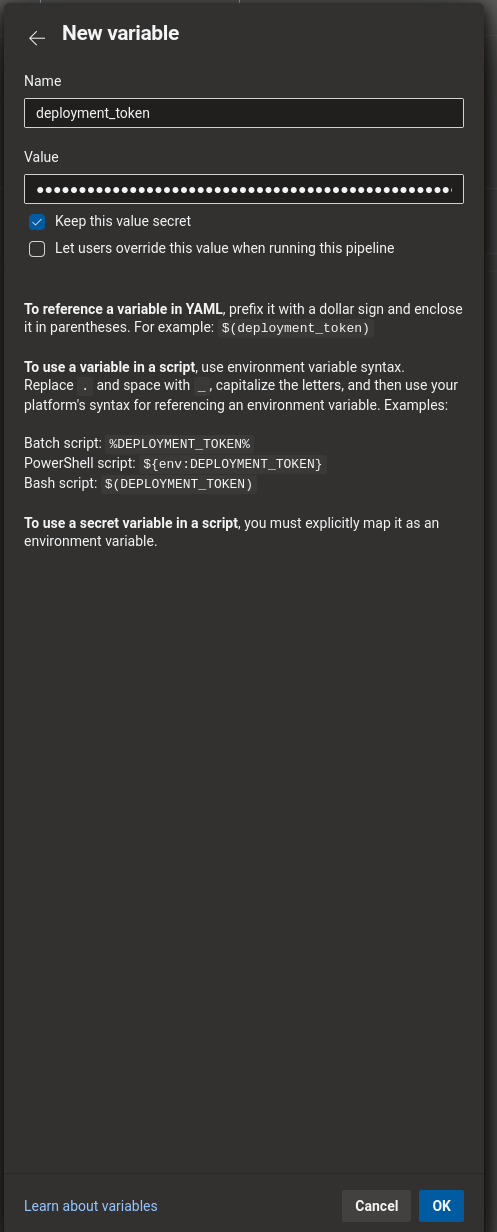 New variable
Name
deployment_token
Value
Keep this value secret
Let users override this value when running this pipeline
To reference a variable in YAML, prefix it with a dollar sign and enclose
it in parentheses. For example: $(deployment_token)
To use a variable in a script, use environment variable syntax.
Replace . and space with _, capitalize the letters, and then use your
platform's syntax for referencing an environment variable. Examples:
Batch script: %DEPLOYMENT_TOKEN%
PowerShell script: ${env:DEPLOYMENT_TOKEN}
Bash script: $(DEPLOYMENT_TOKEN)
To use a secret variable in a script, you must explicitly map it as an
environment variable.
Learn about variables
Cancel
OK